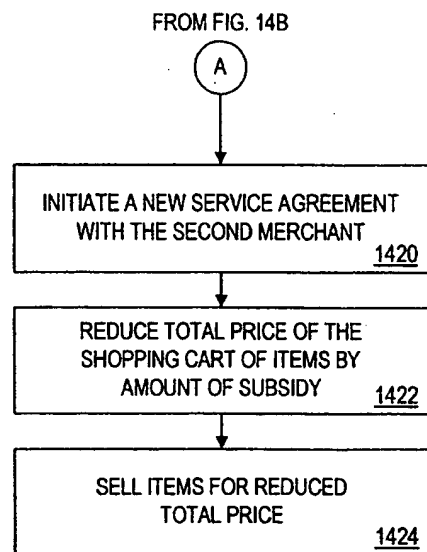 FROM FIG. 14B
A
INITIATE A NEW SERVICE AGREEMENT
WITH THE SECOND MERCHANT
1420
REDUCE TOTAL PRICE OF THE
SHOPPING CART OF ITEMS BY
AMOUNT OF SUBSIDY
1422
SELL ITEMS FOR REDUCED
TOTAL PRICE
1424